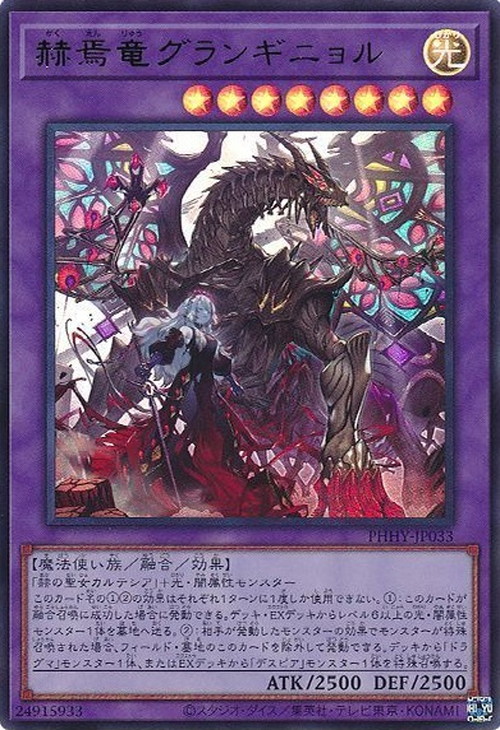 赫焉竜グランギニョル
光
PHHY-JP033
【魔法使い族／融合／効果】
「赫の聖女カルテシア」＋光・闇属性モンスター
このカード名の①②の効果はそれぞれ1ターンに1度しか使用できない。①：このカードが
融合召喚に成功した場合に発動できる。デッキ・EXデッキからレベル6以上の光・闇属性
モンスター1体を墓地へ送る。②：相手が発動したモンスターの効果でモンスターが特殊
召喚された場合、フィールド・墓地のこのカードを除外して発動できる。デッキから「ドラ
グマ」モンスター1体、またはEXデッキから「デスピア」モンスター1体を特殊召喚する。
ATK/2500 DEF/2500
24915933
©スタジオ・ダイス／集英社・テレビ東京・KONAMI